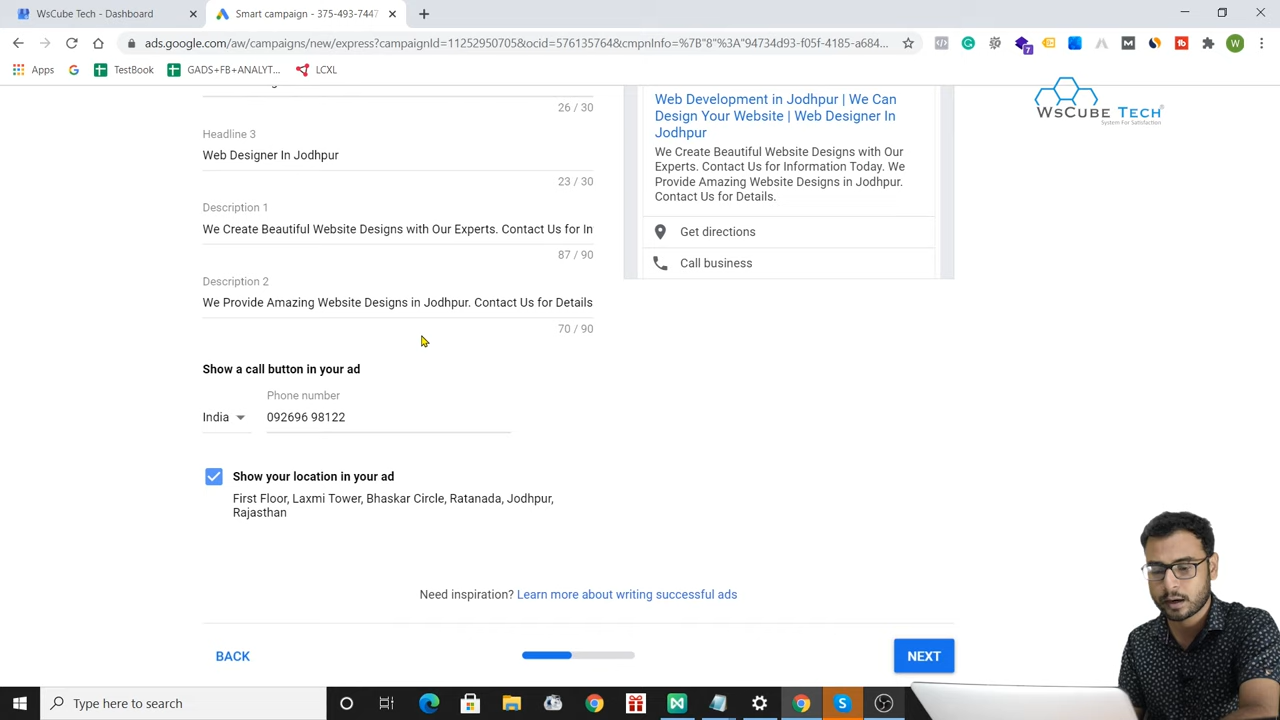 WsCube Tech - Dashboard
Smart campaign - 375-493-7447
ads.google.com/aw/campaigns/new/express?campaignId=11252950705&ocid=576135764&cmpnInfo=%7B"8"%3A"94734d93-f05f-4185-a684...
Apps
TestBook
GADS+FB+ANALYT...
LCXL
26 / 30
Headline 3
Web Designer In Jodhpur
23 / 30
Description 1
We Create Beautiful Website Designs with Our Experts. Contact Us for In
87 / 90
Description 2
We Provide Amazing Website Designs in Jodhpur. Contact Us for Details
70 / 90
Show a call button in your ad
Phone number
India
092696 98122
Show your location in your ad
First Floor, Laxmi Tower, Bhaskar Circle, Ratanada, Jodhpur,
Rajasthan
Web Development in Jodhpur | We Can
Design Your Website | Web Designer In
Jodhpur
We Create Beautiful Website Designs with Our
Experts. Contact Us for Information Today. We
Provide Amazing Website Designs in Jodhpur.
Contact Us for Details.
Get directions
Call business
WsCube Tech
System For Satisfaction
Need inspiration? Learn more about writing successful ads
BACK
NEXT
Type here to search